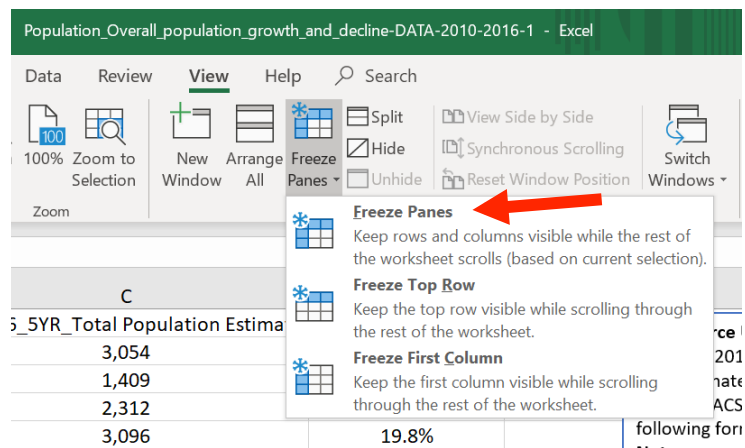 Population_Overall_population_growth_and_decline-DATA-2010-2016-1 - Excel
Data Review View Help Search
100
100% Zoom to Selection
New Window
Arrange All
Freeze Panes
Split
Hide
Unhide
View Side by Side
Synchronous Scrolling
Reset Window Position
Switch Windows
Zoom
Freeze Panes
Keep rows and columns visible while the rest of
the worksheet scrolls (based on current selection).
Freeze Top Row
Keep the top row visible while scrolling through
the rest of the worksheet.
Freeze First Column
Keep the first column visible while scrolling
through the rest of the worksheet.
C
5YR_Total Population Estima
3,054
1,409
2,312
3,096 19.8%
201
ACS
following for